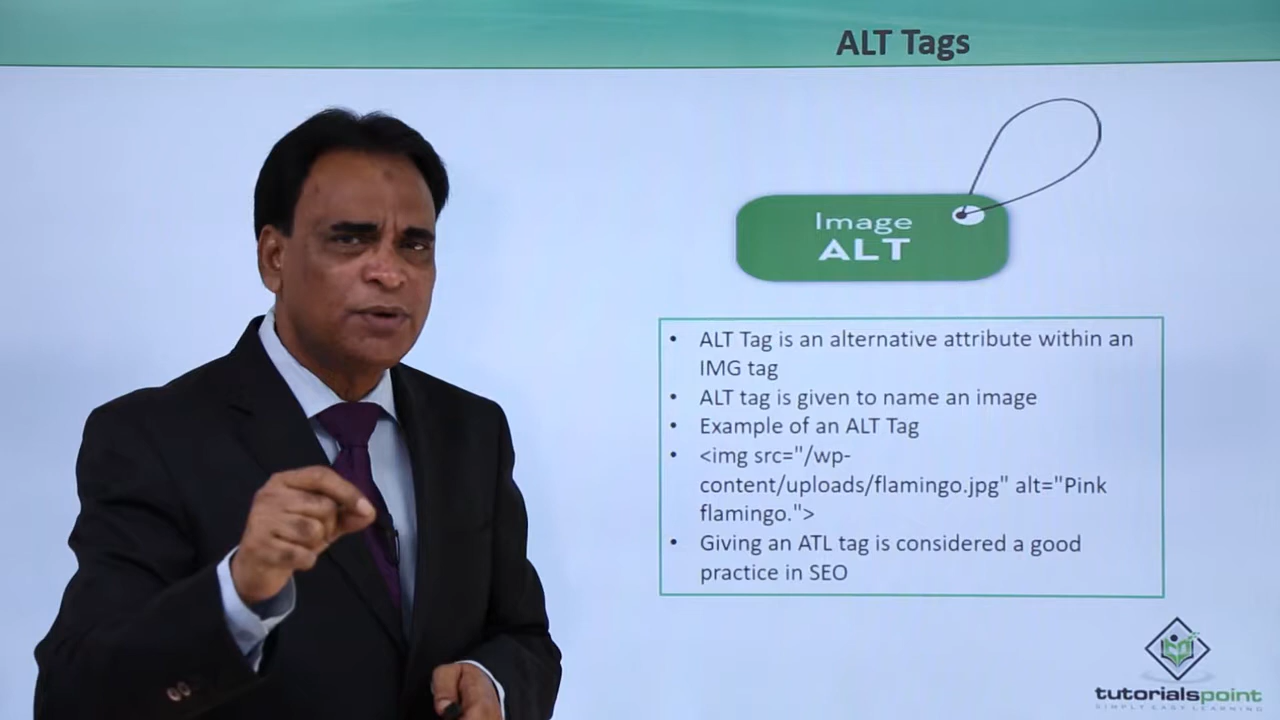 ALT Tags
Image
ALT
• ALT Tag is an alternative attribute within an
IMG tag
• ALT tag is given to name an image
• Example of an ALT Tag
• <img src="/wp-
content/uploads/flamingo.jpg" alt="Pink
flamingo.">
• Giving an ATL tag is considered a good
practice in SEO
tutorialspoint
SIMPLY EASY LEARNING